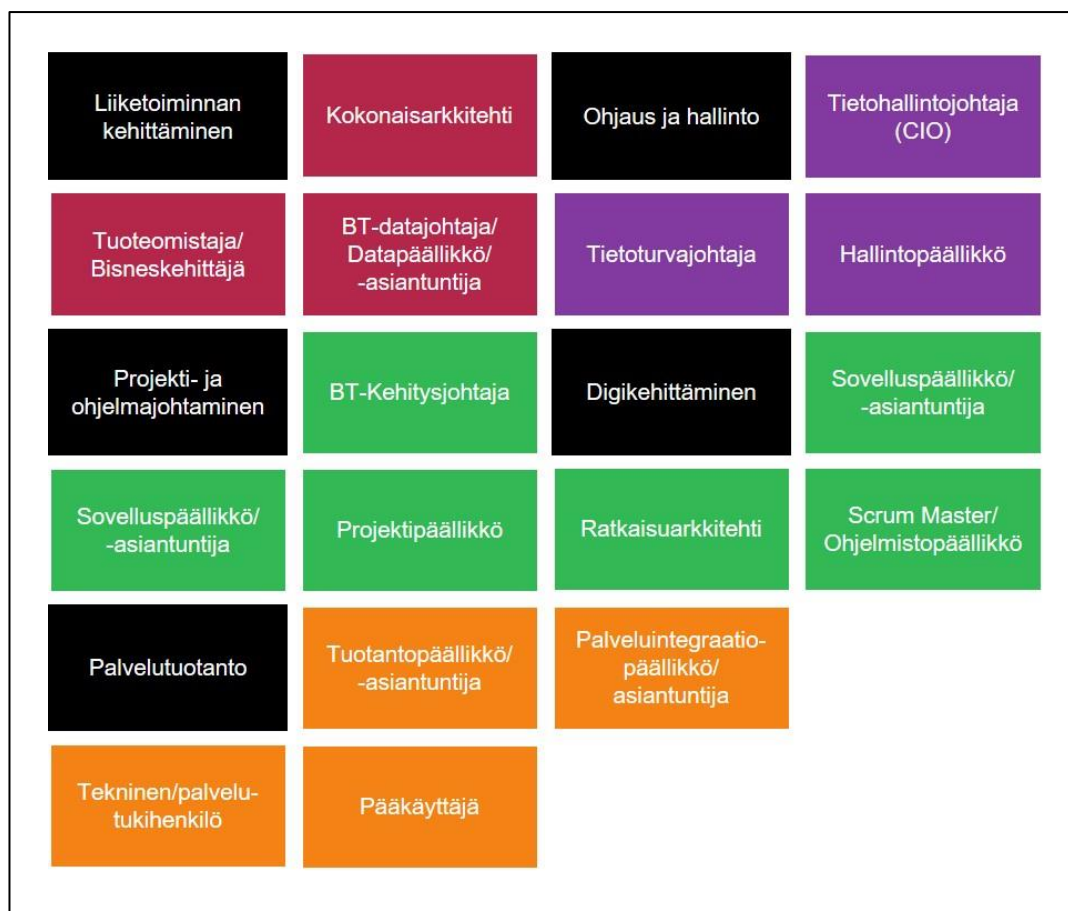 Liiketoiminnan
kehittäminen
Kokonaisarkkitehti
Ohjaus ja hallinto
Tietohallintojohtaja
(CIO)
Tuoteomistaja/
Bisneskehittäjä
BT-datajohtaja/
Datapäällikkö/
-asiantuntija
Tietoturvajohtaja
Hallintopäällikkö
Projekti- ja
ohjelmajohtaminen
BT-Kehitysjohtaja
Digikehittäminen
Sovelluspäällikkö/
-asiantuntija
Sovelluspäällikkö/
-asiantuntija
Projektipäällikkö
Ratkaisuarkkitehti
Scrum Master/
Ohjelmistopäällikkö
Palvelutuotanto
Tuotantopäällikkö/
-asiantuntija
Palveluintegraatio-
päällikkö/
asiantuntija
Tekninen/palvelu-
tukihenkilö
Pääkäyttäjä